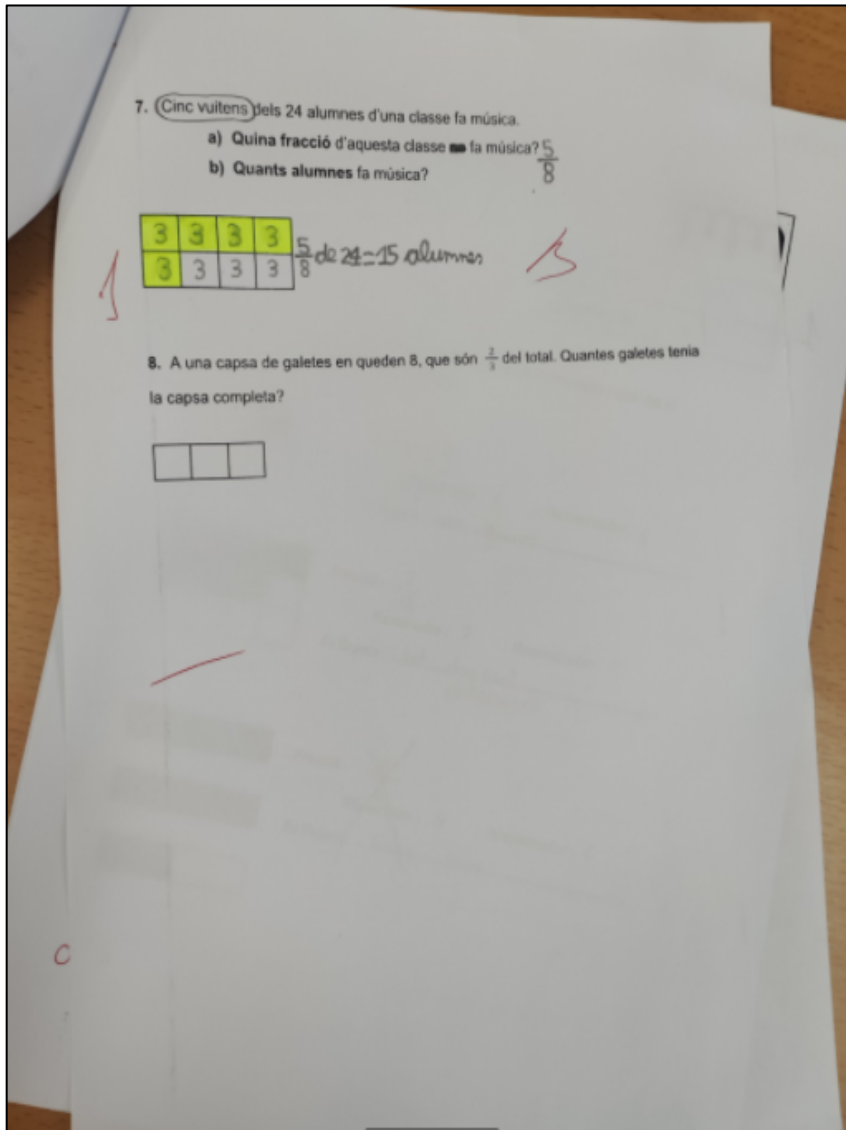 7. Cinc vuitens dels 24 alumnes d'una classe fa música.
a) Quina fracció d'aquesta classe fa música? 5/8
b) Quants alumnes fa música?
3 3 3 3
3 3 3 3
5/8 de 24=15 alumnes
1
8. A una capsa de galetes en queden 8, que són 2/3 del total. Quantes galetes tenia
la capsa completa?